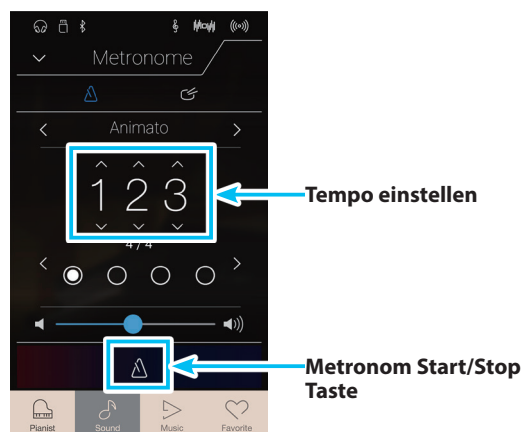 Metronome
Animato
1 2 3
4 / 4
Tempo einstellen
Metronom Start/Stop
Taste
Pianist Sound Music Favorite